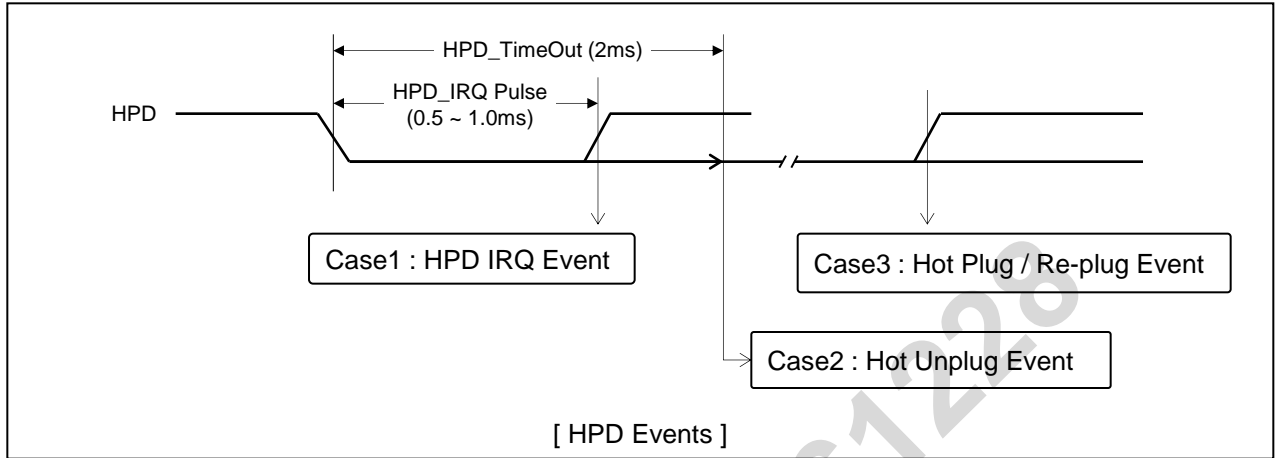 HPD_TimeOut (2ms)
HPD_IRQ Pulse
(0.5 ~ 1.0ms)
HPD
Case1 : HPD IRQ Event
Case3 : Hot Plug / Re-plug Event
Case2 : Hot Unplug Event
[ HPD Events ]